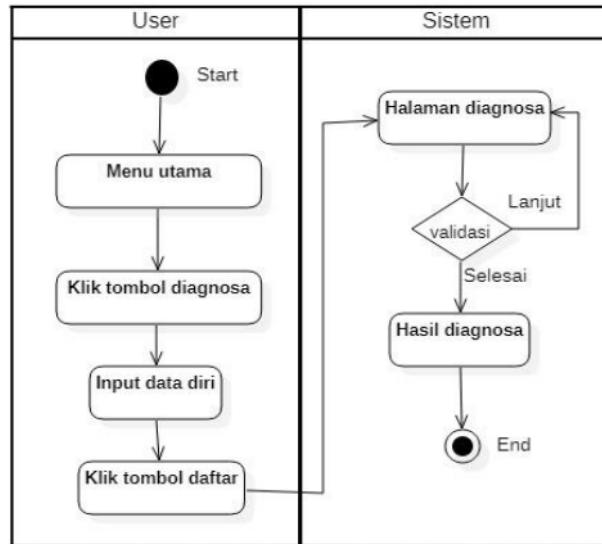 User
Sistem
Start
Menu utama
Klik tombol diagnosa
Input data diri
Klik tombol daftar
Halaman diagnosa
Lanjut
validasi
Selesai
Hasil diagnosa
End